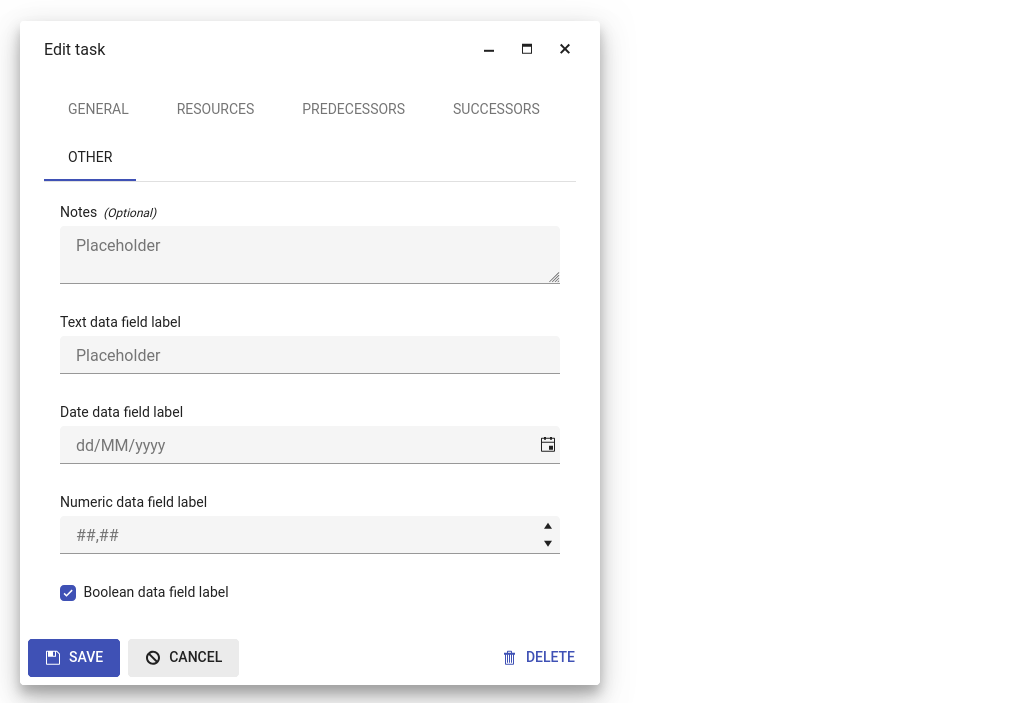 Edit task
GENERAL RESOURCES PREDECESSORS SUCCESSORS
OTHER
Notes (Optional)
Placeholder
Text data field label
Placeholder
Date data field label
dd/MM/yyyy
Numeric data field label
##,##
Boolean data field label
SAVE CANCEL DELETE